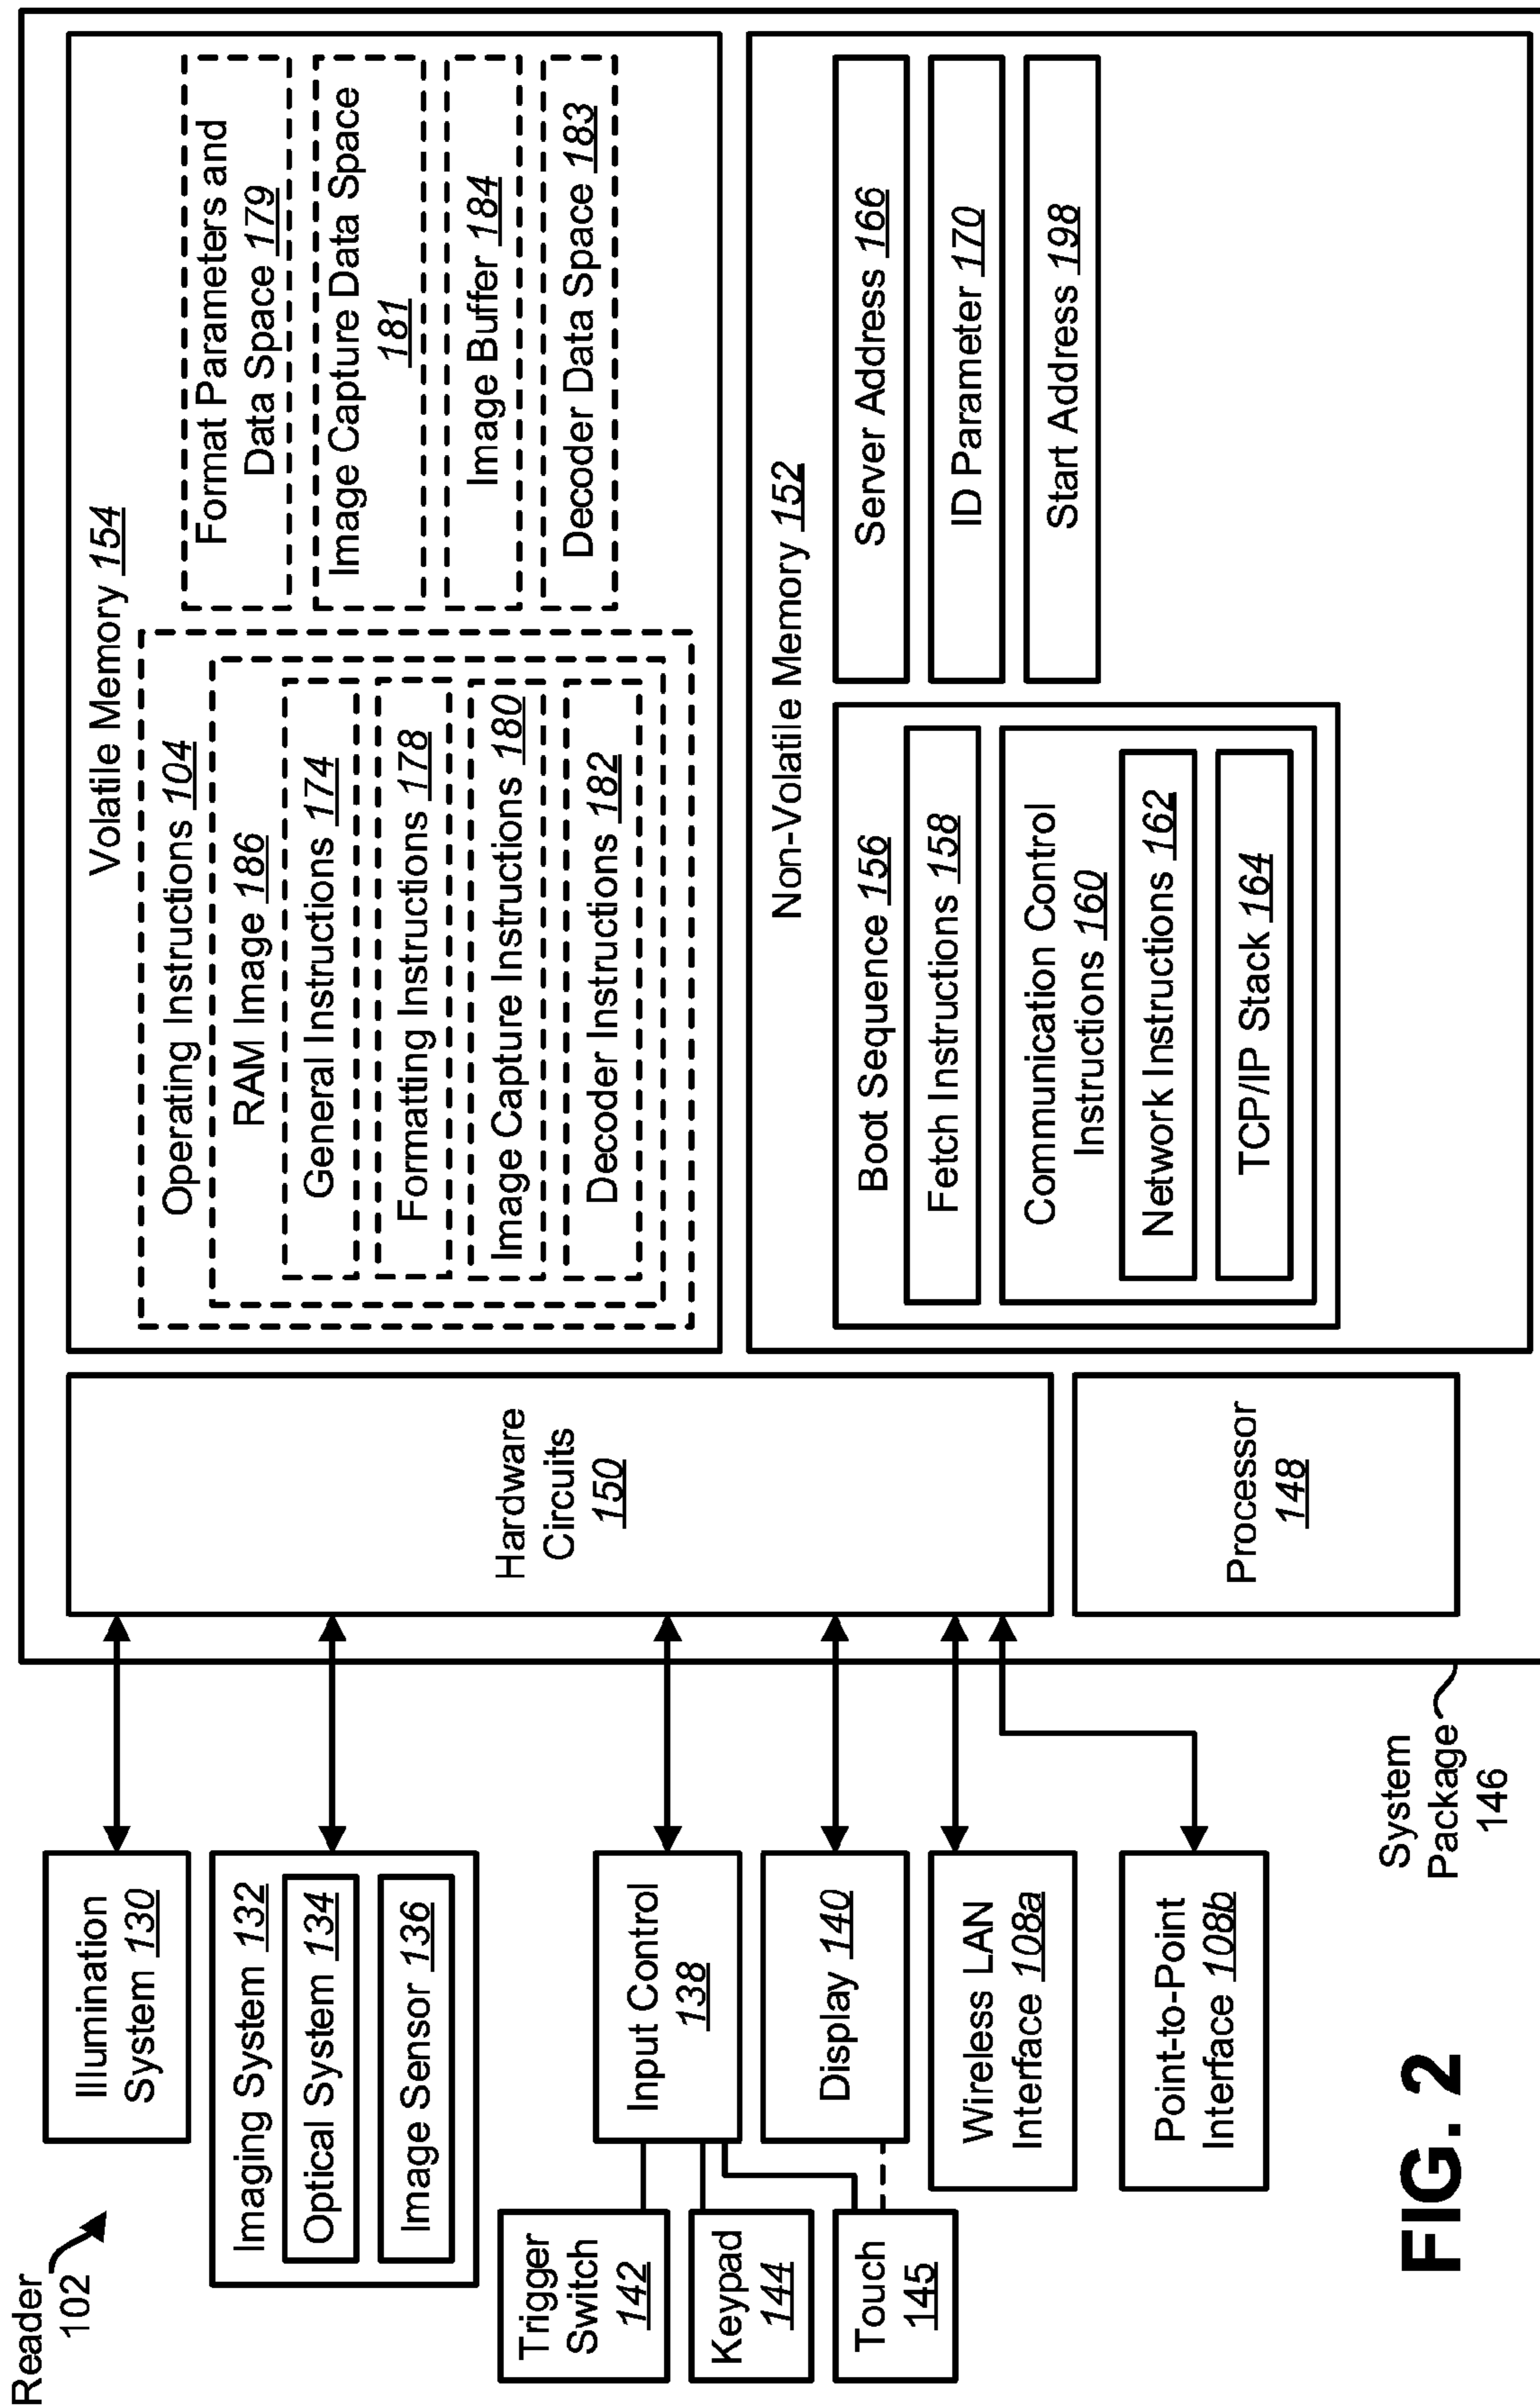 Reader
102
Illumination
System 130
Imaging System 132
Optical System 134
Image Sensor 136
Trigger
Switch
142
Keypad
144
Touch
145
Input Control
138
Display 140
Wireless LAN
Interface 108a
Point-to-Point
Interface 108b
System
Package
146
Hardware
Circuits
150
Processor
148
Volatile Memory 154
Operating Instructions 104
RAM Image 186
General Instructions 174
Formatting Instructions 178
Image Capture Instructions 180
Decoder Instructions 182
Format Parameters and
Data Space 179
Image Capture Data Space
181
Image Buffer 184
Decoder Data Space 183
Non-Volatile Memory 152
Boot Sequence 156
Fetch Instructions 158
Communication Control
Instructions 160
Network Instructions 162
TCP/IP Stack 164
Server Address 166
ID Parameter 170
Start Address 198
FIG. 2